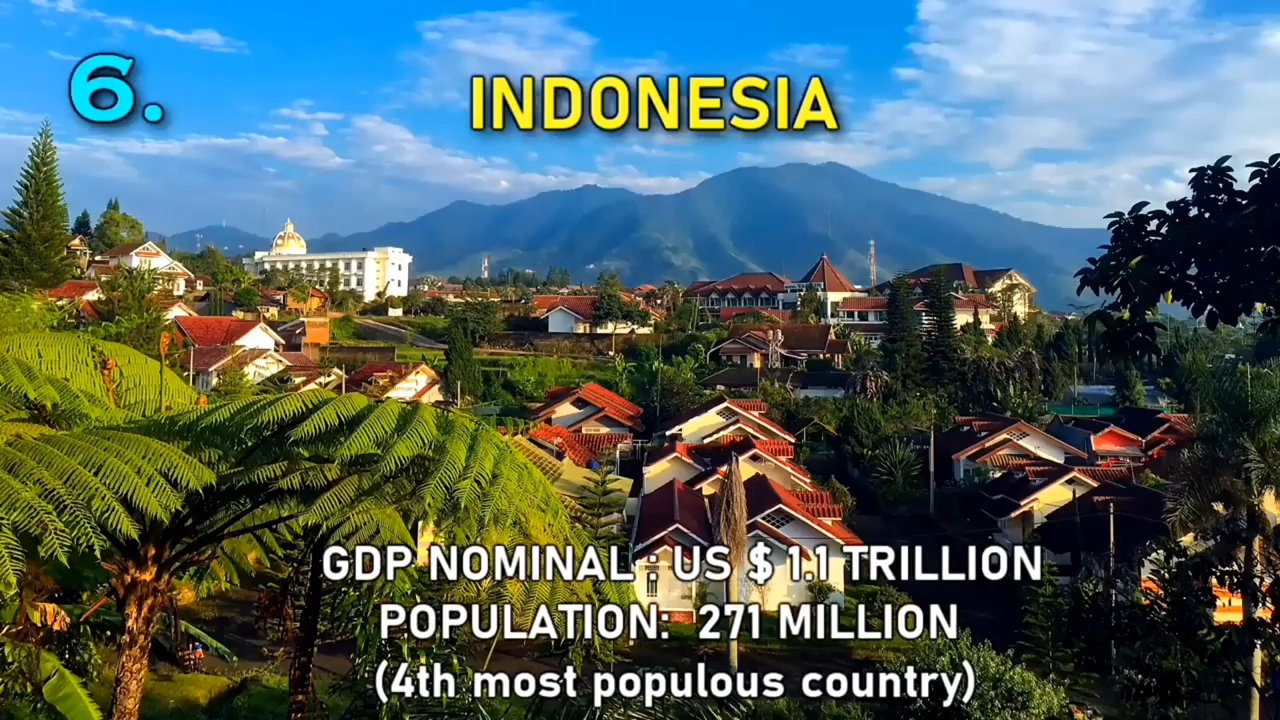 6.
INDONESIA
GDP NOMINAL : US $ 1.1 TRILLION
POPULATION: 271 MILLION
(4th most populous country)